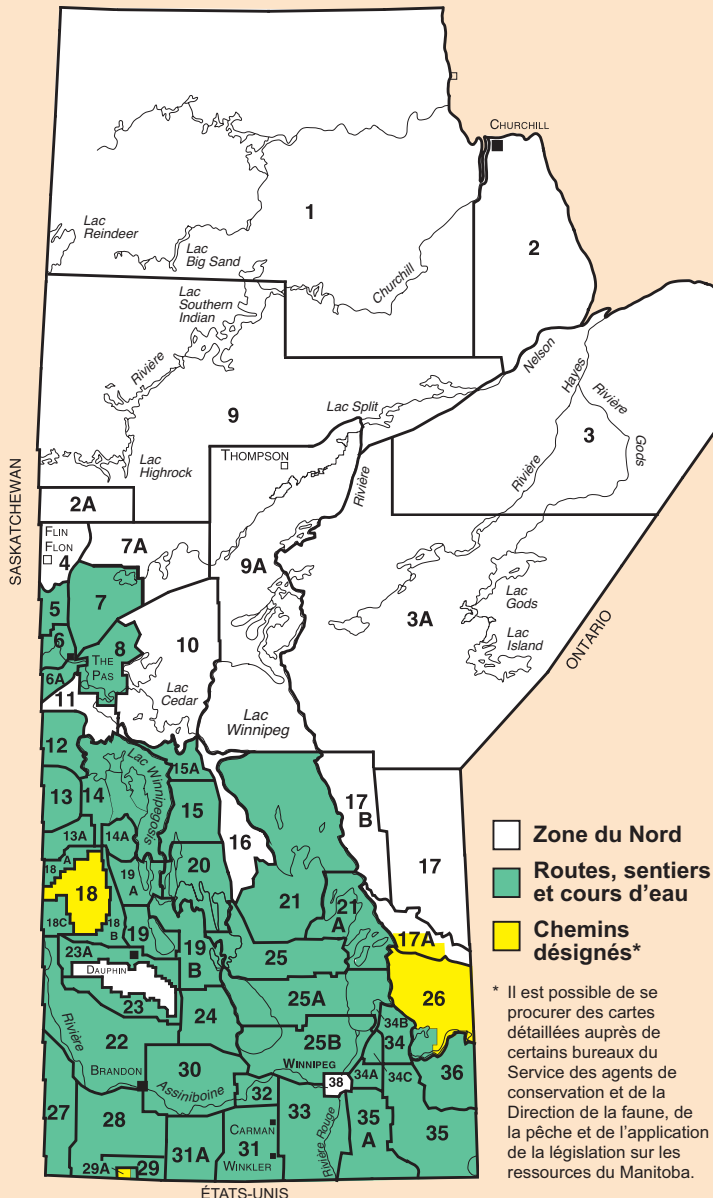 CHURCHILL
1
2
Lac
Reindeer
Lac
Big Sand
Churchill
Lac
Southern
Indian
Rivière
Nelson
Hayes
Rivière
Gods
3
9
Lac Split
Rivière
Lac
Highrock
THOMPSON
Rivière
SASKATCHEWAN
2A
FLIN
FLON
4
7A
9A
3A
Lac
Gods
Lac
Island
ONTARIO
5
7
6
8
THE
PAS
10
Lac
Cedar
6A
11
Lac
Winnipeg
12
Lac Winnipegosis
15A
13
14
15
16
17
B
17
13A
14A
18
A
18
19
A
20
21
21
A
17A
18C
18
B
19
19
B
23A
25
26
DAUPHIN
23
24
25A
34B
34
22
25B
Rivière
BRANDON
30
WINNIPEG
38
34A
34C
36
Assiniboine
32
27
28
33
35
A
35
CARMAN
31A
31
WINKLER
Rivière Rouge
29A
29
ÉTATS-UNIS
Zone du Nord
Routes, sentiers
et cours d'eau
Chemins
désignés*
* Il est possible de se
procurer des cartes
détaillées auprès de
certains bureaux du
Service des agents de
conservation et de la
Direction de la faune, de
la pêche et de l'application
de la législation sur les
ressources du Manitoba.